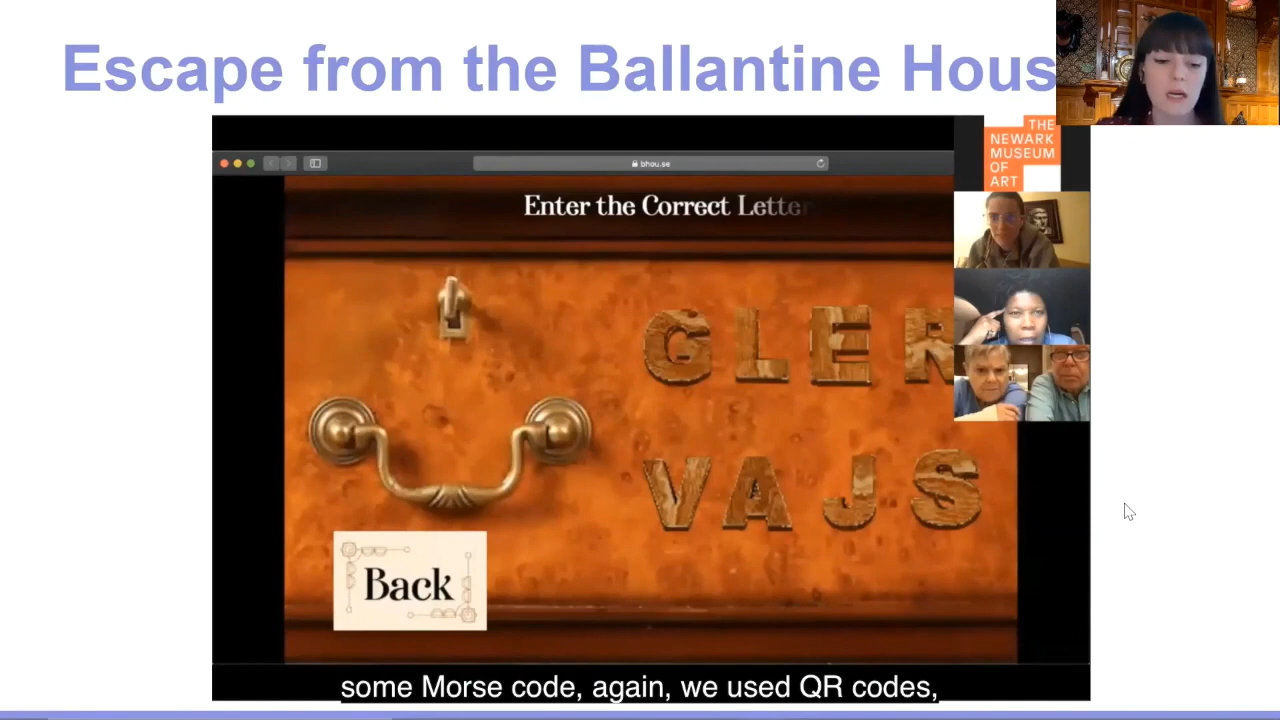 Escape from the Ballantine Hous
THE
NEWARK
MUSEUM
OF
ART
bhou.se
Enter the Correct Letter
GLER
VAJS
Back
some Morse code, again, we used QR codes,